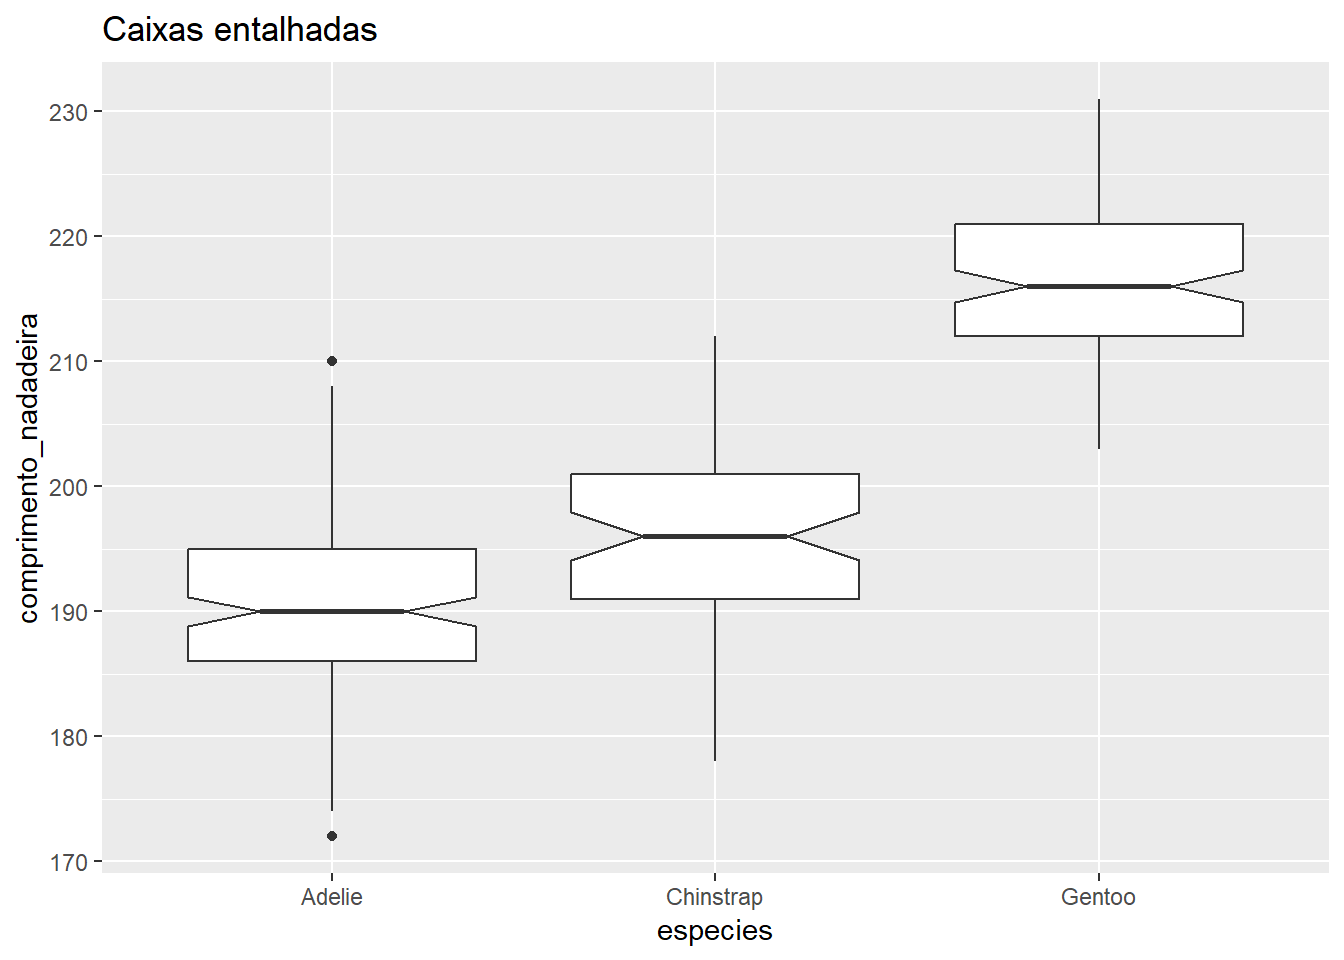 Caixas entalhadas
230
220
210
200
190
180
170
comprimento_nadadeira
Adelie
Chinstrap
Gentoo
especies